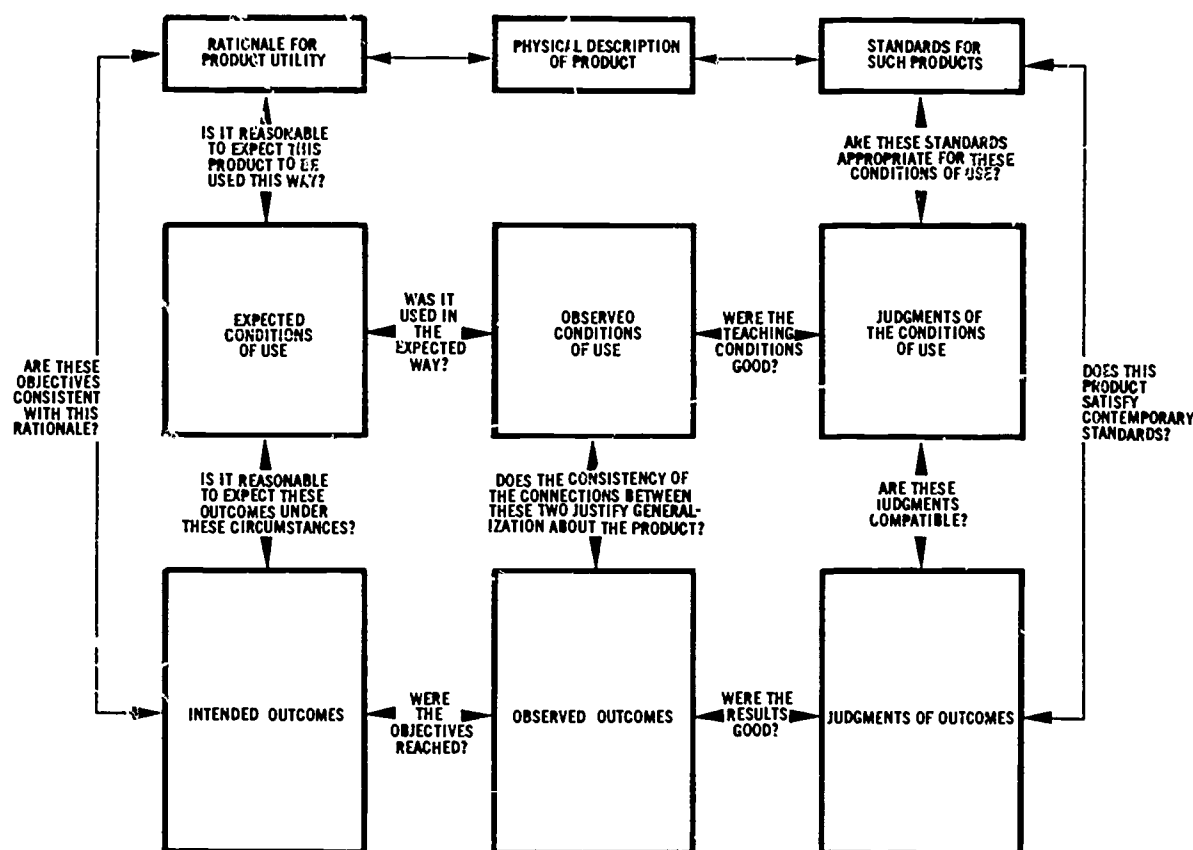 RATIONALE FOR
PRODUCT UTILITY
PHYSICAL DESCRIPTION
OF PRODUCT
STANDARDS FOR
SUCH PRODUCTS
IS IT REASONABLE
TO EXPECT THIS
PRODUCT TO BE
USED THIS WAY?
ARE THESE STANDARDS
APPROPRIATE FOR THESE
CONDITIONS OF USE?
EXPECTED
CONDITIONS
OF USE
WAS IT
USED IN
THE
EXPECTED
WAY?
OBSERVED
CONDITIONS
OF USE
WERE THE
TEACHING
CONDITIONS
GOOD?
JUDGMENTS OF
THE CONDITIONS
OF USE
ARE THESE
OBJECTIVES
CONSISTENT
WITH THIS
RATIONALE?
DOES THIS
PRODUCT
SATISFY
CONTEMPORARY
STANDARDS?
IS IT REASONABLE
TO EXPECT THESE
OUTCOMES UNDER
THESE CIRCUMSTANCES?
DOES THE CONSISTENCY OF
THE CONNECTIONS BETWEEN
THESE TWO JUSTIFY GENERAL-
IZATION ABOUT THE PRODUCT?
ARE THESE
JUDGMENTS
COMPATIBLE?
INTENDED OUTCOMES
WERE
THE
OBJECTIVES
REACHED?
OBSERVED OUTCOMES
WERE THE
RESULTS
GOOD?
JUDGMENTS OF OUTCOMES